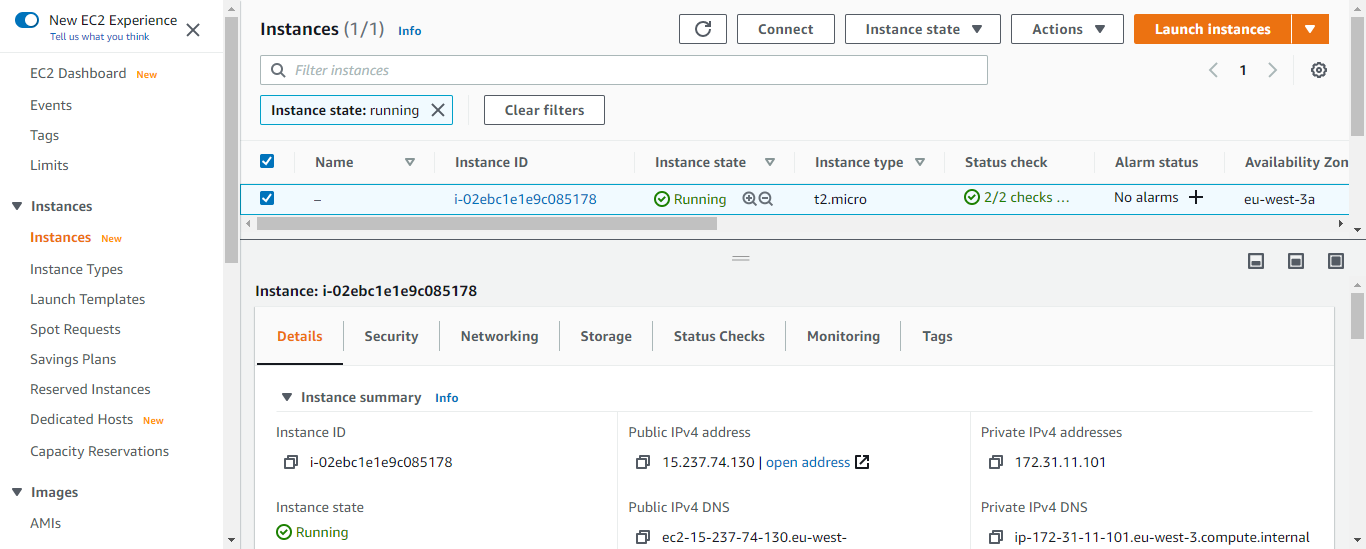 New EC2 Experience
Tell us what you think
EC2 Dashboard New
Events
Tags
Limits
Instances
Instances New
Instance Types
Launch Templates
Spot Requests
Savings Plans
Reserved Instances
Dedicated Hosts New
Capacity Reservations
Images
AMIs
Instances (1/1) Info
Connect
Instance state
Actions
Launch instances
Filter instances
1
Instance state: running
Clear filters
Name Instance ID Instance state Instance type Status check Alarm status Availability Zon
– i-02ebc1e1e9c085178 Running t2.micro 2/2 checks ... No alarms eu-west-3a
Instance: i-02ebc1e1e9c085178
Details Security Networking Storage Status Checks Monitoring Tags
Instance summary Info
Instance ID Public IPv4 address Private IPv4 addresses
i-02ebc1e1e9c085178 15.237.74.130 | open address 172.31.11.101
Instance state Public IPv4 DNS Private IPv4 DNS
Running ec2-15-237-74-130.eu-west- ip-172-31-11-101.eu-west-3.compute.internal